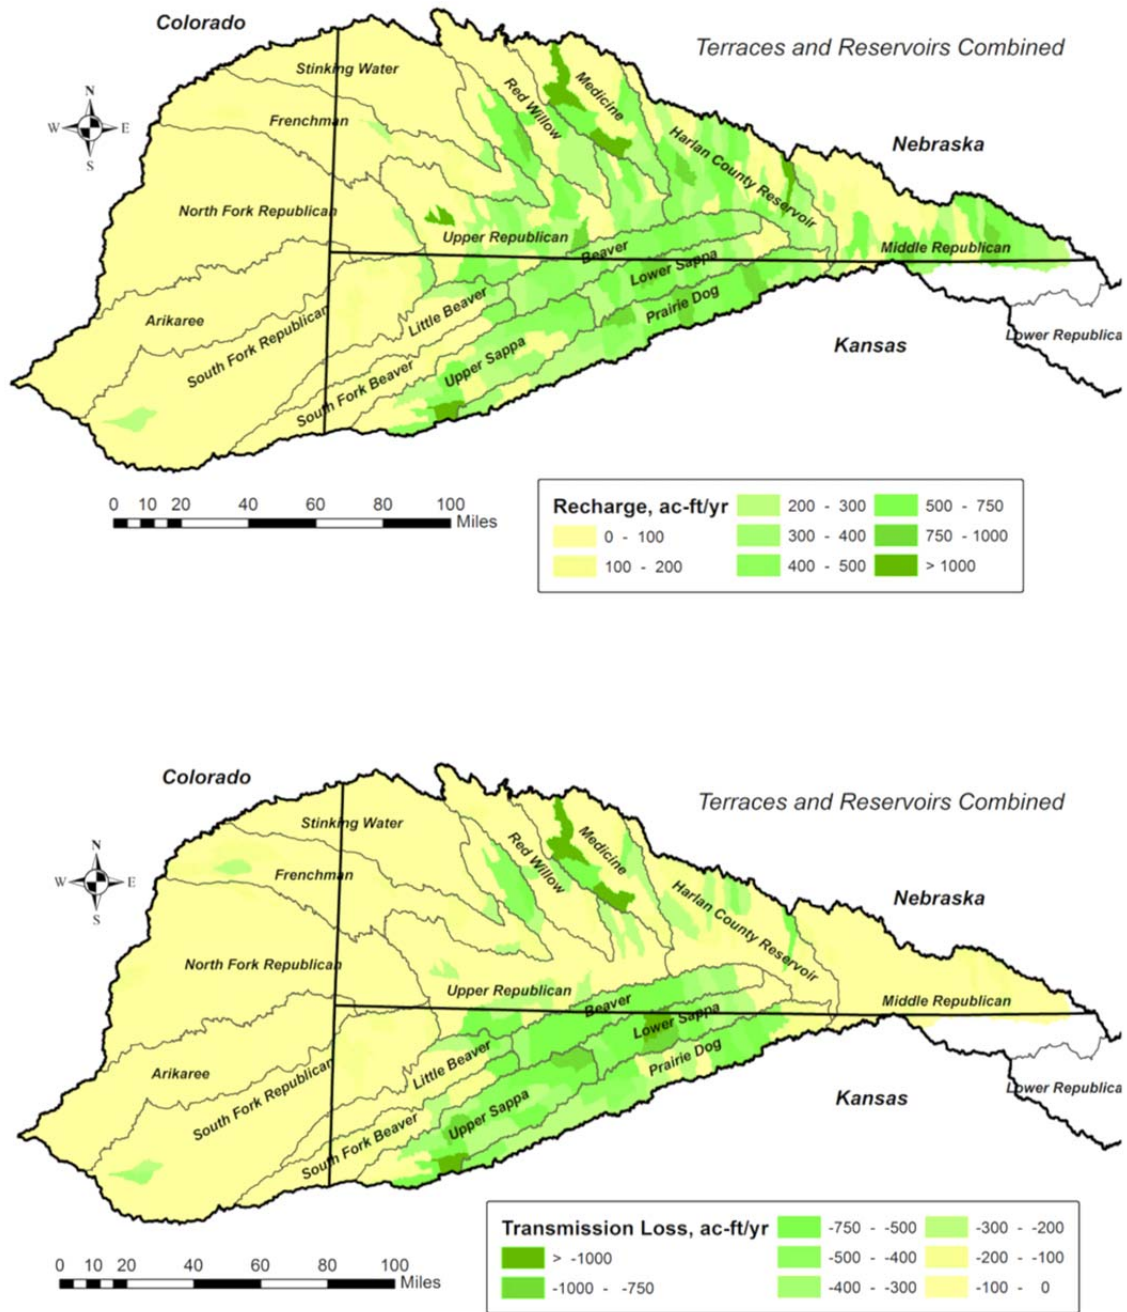 Colorado
Terraces and Reservoirs Combined
Stinking Water
Medicine
Red Willow
N
W E
S
Frenchman
Harlan County Reservoir
Nebraska
North Fork Republican
Upper Republican
Beaver
Middle Republican
Lower Sappa
Prairie Dog
Little Beaver
Arikaree
South Fork Republican
Lower Republica
Kansas
Upper Sappa
South Fork Beaver
0 10 20 40 60 80 100
Miles
Recharge, ac-ft/yr
0 - 100
100 - 200
200 - 300
300 - 400
400 - 500
500 - 750
750 - 1000
> 1000
Colorado
Terraces and Reservoirs Combined
Stinking Water
Medicine
Red Willow
N
W E
S
Frenchman
Harlan County Reservoir
Nebraska
North Fork Republican
Upper Republican
Beaver
Middle Republican
Lower Sappa
Prairie Dog
Little Beaver
Arikaree
South Fork Republican
Lower Republica
Kansas
Upper Sappa
South Fork Beaver
0 10 20 40 60 80 100
Miles
Transmission Loss, ac-ft/yr
> -1000
-1000 - -750
-750 - -500
-500 - -400
-400 - -300
-300 - -200
-200 - -100
-100 - 0